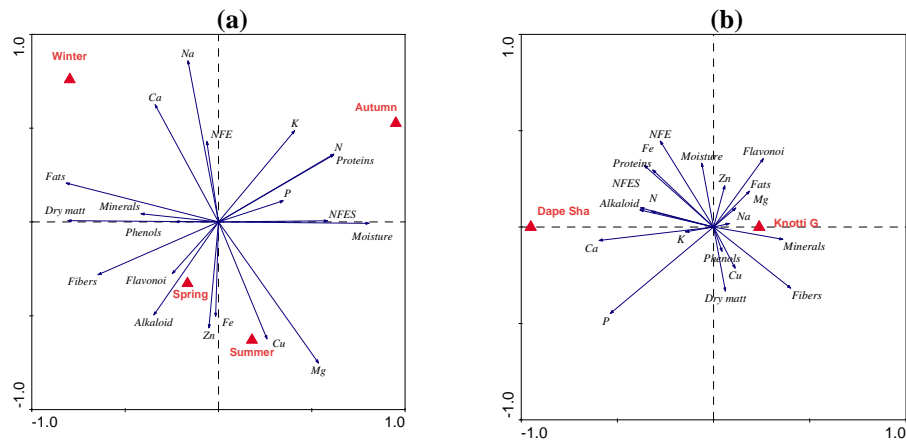 (a)
(b)
1.0
Na
Winter
Ca
Autumn
K
NFE
N
Proteins
Fats
P
Minerals
Dry matt
NFES
Phenols
Moisture
Fibers
Flavonoi
Spring
Alkaloid
Fe
Zn
Summer
Cu
Mg
-1.0
-1.0
1.0
1.0
NFE
Fe
Moisture
Flavonoi
Proteins
Zn
NFES
Fats
Mg
N
Alkaloid
Na
Dape Sha
Knotti G
K
Ca
Minerals
Phenols
Cu
Dry matt
Fibers
P
-1.0
-1.0
1.0